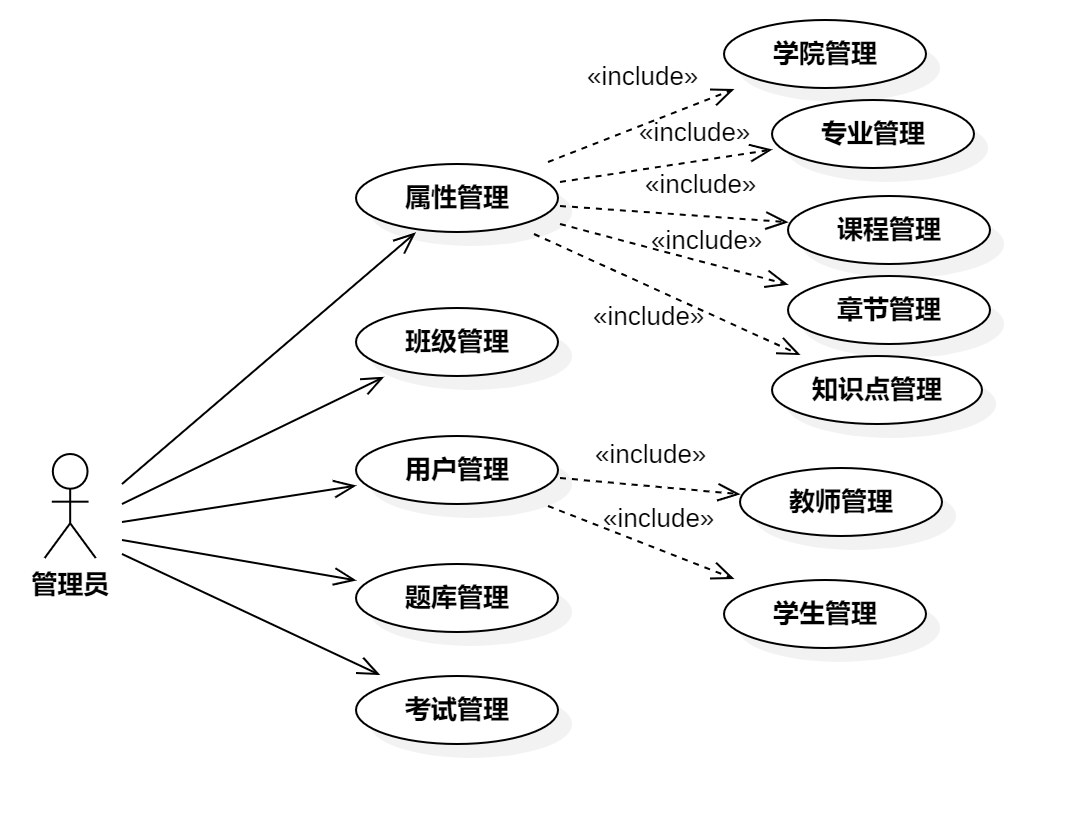 学院管理
«include»
专业管理
«include»
属性管理
«include»
课程管理
«include»
章节管理
«include»
班级管理
知识点管理
用户管理
«include»
教师管理
«include»
管理员
题库管理
学生管理
考试管理